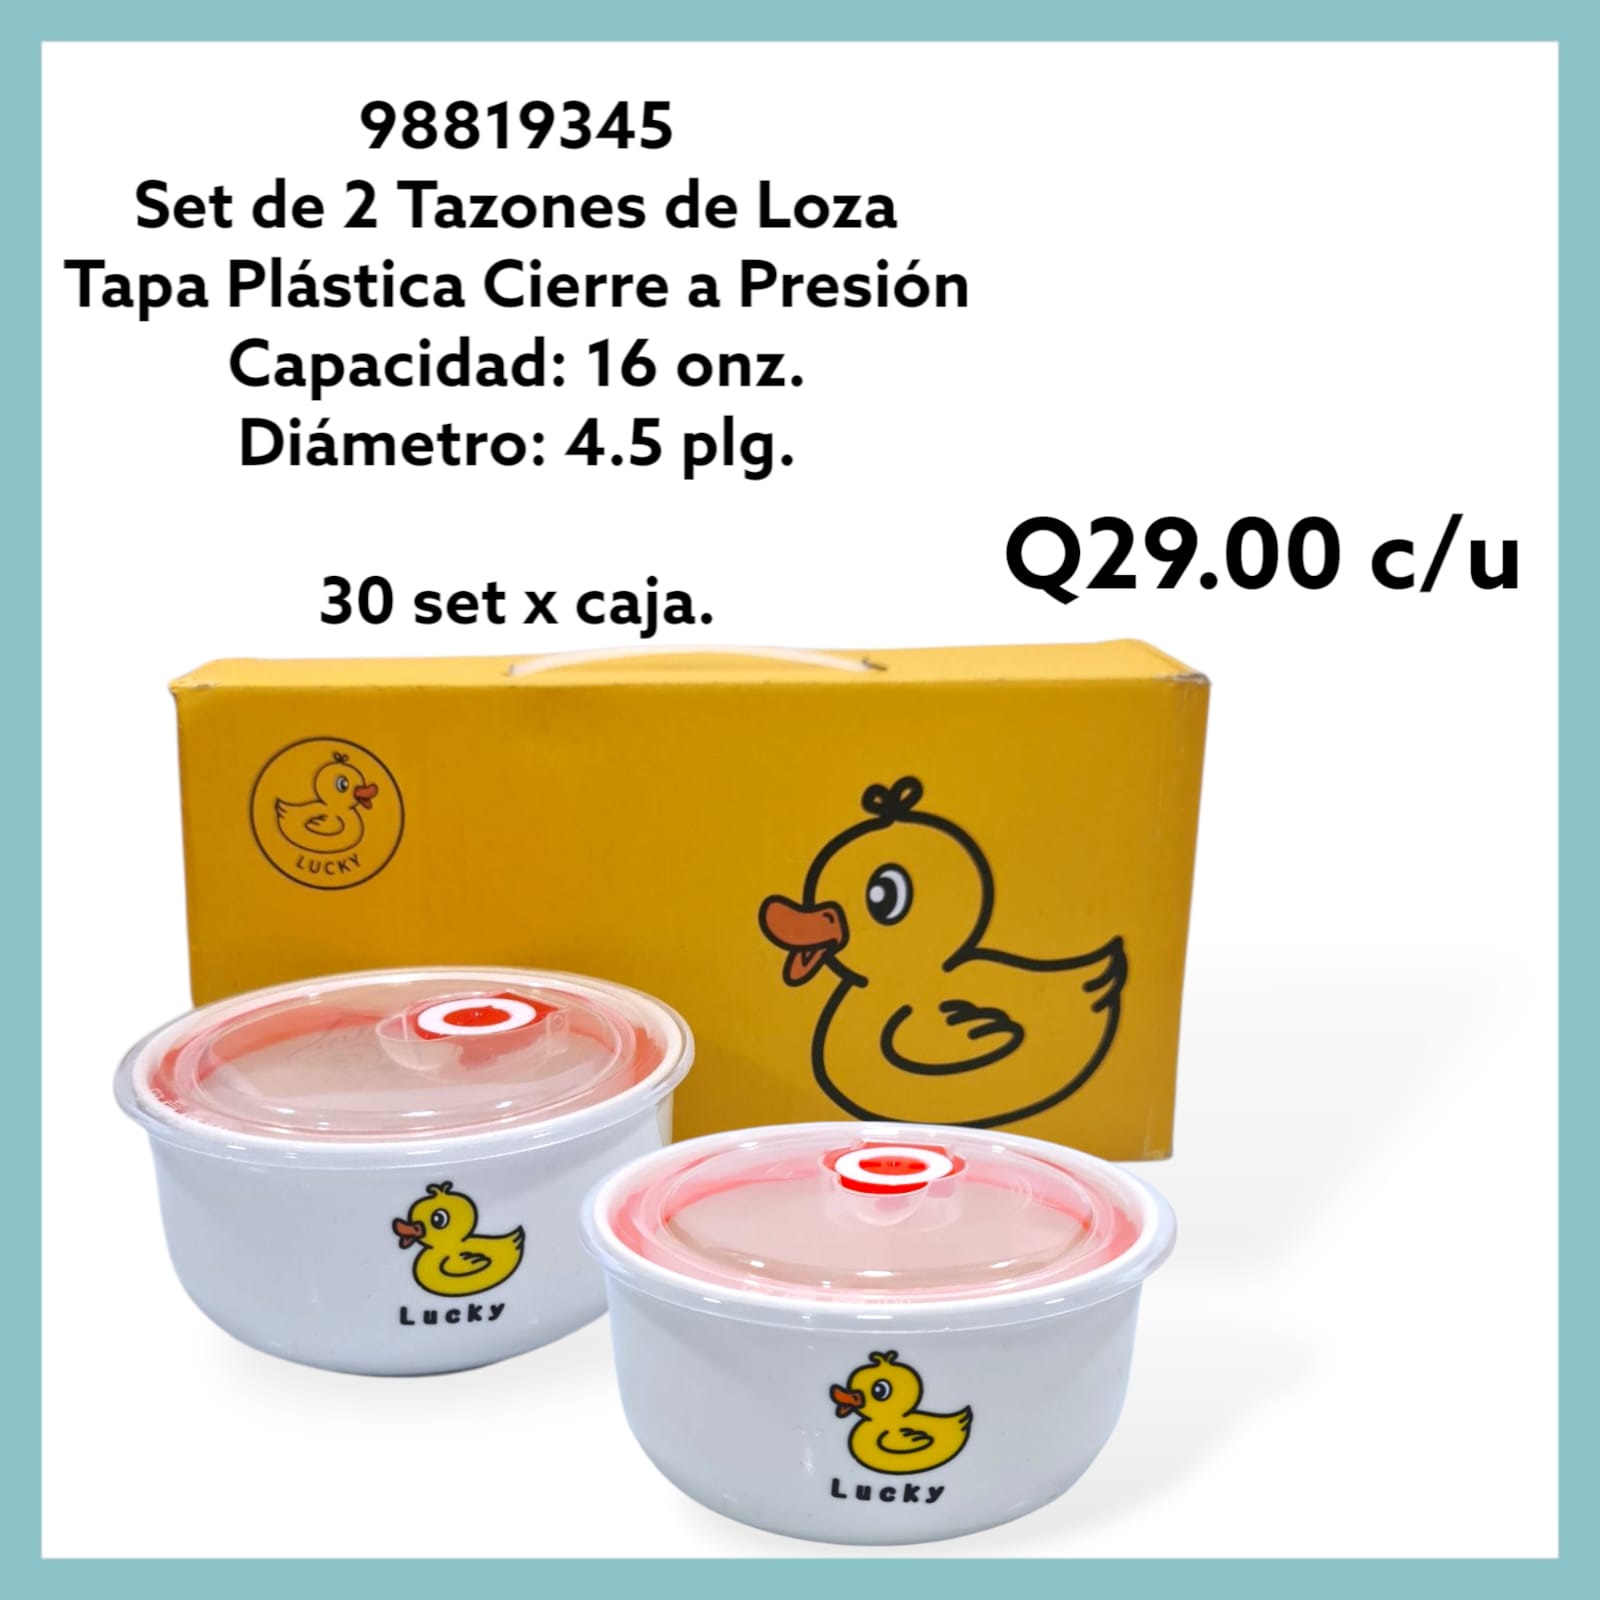 98819345
Set de 2 Tazones de Loza
Tapa Plástica Cierre a Presión
Capacidad: 16 onz.
Diámetro: 4.5 plg.
30 set x caja.
Q29.00 c/u
LUCKY
Lucky
Lucky